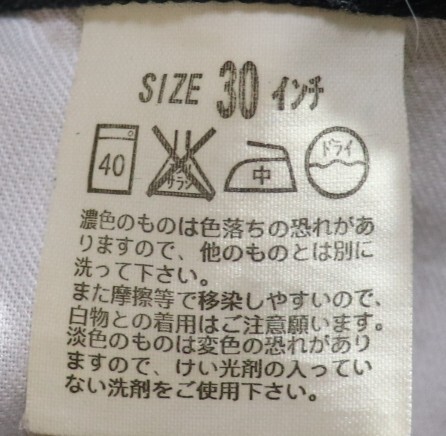 SIZE 30 インチ
40 エンソサラシ 中 ドライ
濃色のものは色落ちの恐れがあ
りますので、他のものとは別に
洗って下さい。
また摩擦等で移染しやすいので、
白物との着用はご注意願います。
淡色のものは変色の恐れがあり
ますので、けい光剤の入ってい
ない洗剤をご使用下さい。